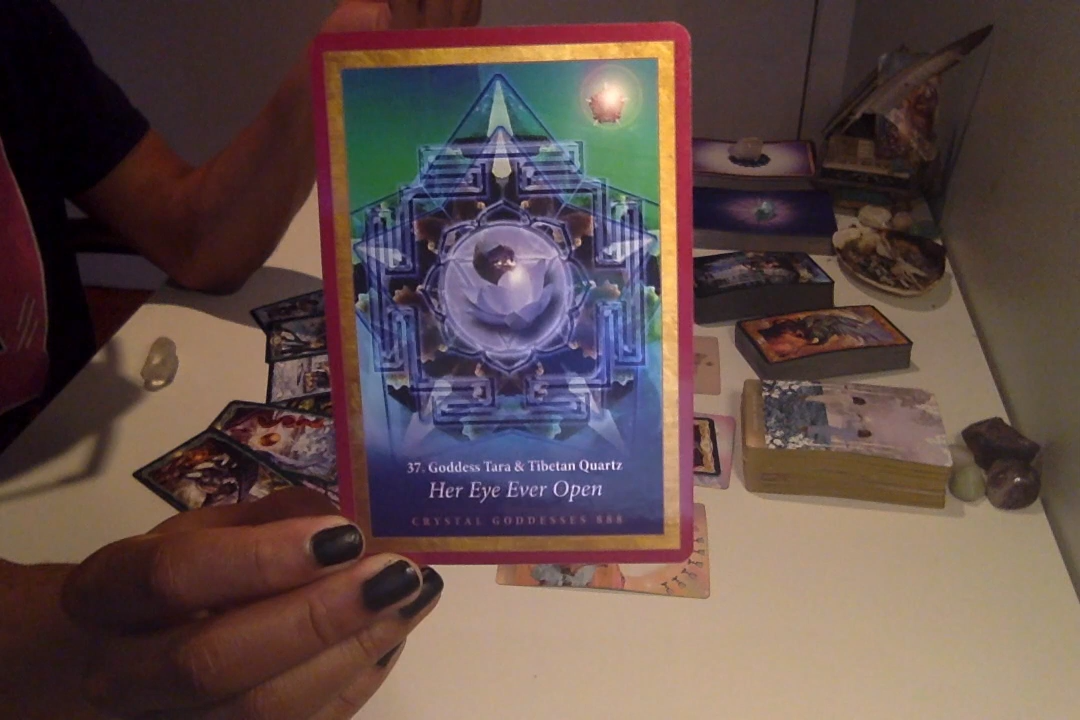 37. Goddess Tara & Tibetan Quartz
Her Eye Ever Open
CRYSTAL GODDESSES 888